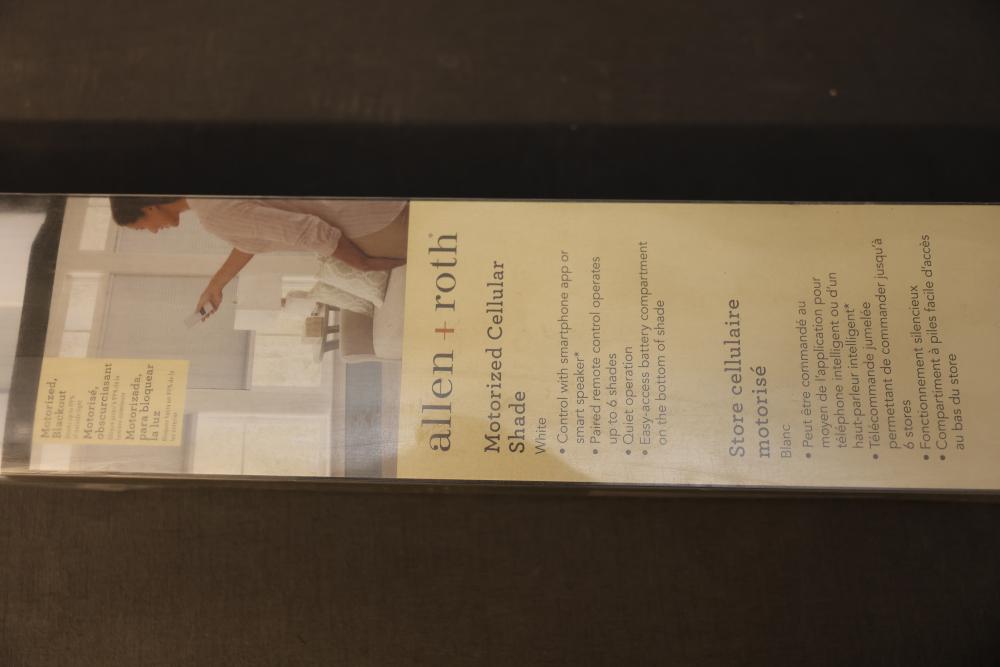 Motorized,
Blackout
Motorisé,
obscurcissant
Motorizada,
para bloquear
la luz
allen + roth®
Motorized Cellular
Shade
White
• Control with smartphone app or
smart speaker*
• Paired remote control operates
up to 6 shades
• Quiet operation
• Easy-access battery compartment
on the bottom of shade
Store cellulaire
motorisé
Blanc
• Peut être commandé au
moyen de l'application pour
téléphone intelligent ou d'un
haut-parleur intelligent*
• Télécommande jumelée
permettant de commander jusqu'à
6 stores
• Fonctionnement silencieux
• Compartiment à piles facile d'accès
au bas du store